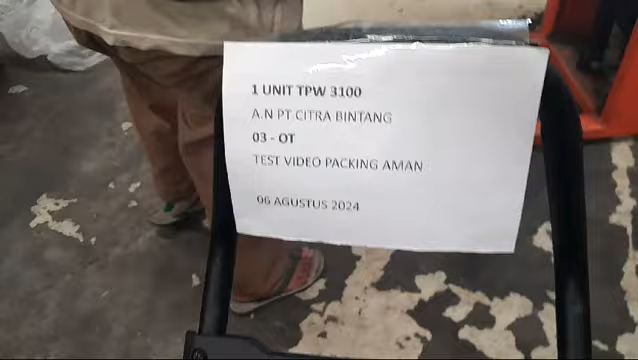 1 UNIT TPW 3100
A.N PT CITRA BINTANG
03 - OT
TEST VIDEO PACKING AMAN
06 AGUSTUS 2024